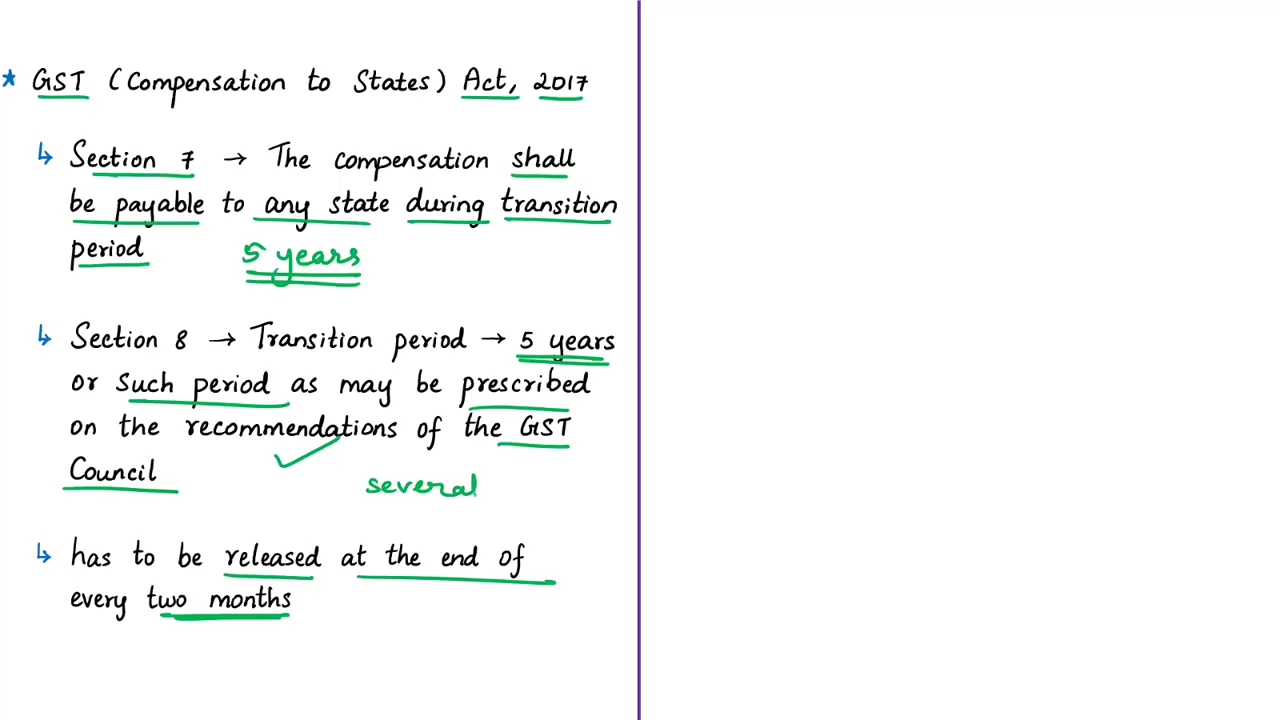 * GST (Compensation to States) Act, 2017
↳ Section 7 → The compensation shall
be payable to any state during transition
period
5 years
↳ Section 8 → Transition period → 5 years
or such period as may be prescribed
on the recommendations of the GST
Council
several
↳ has to be released at the end of
every two months